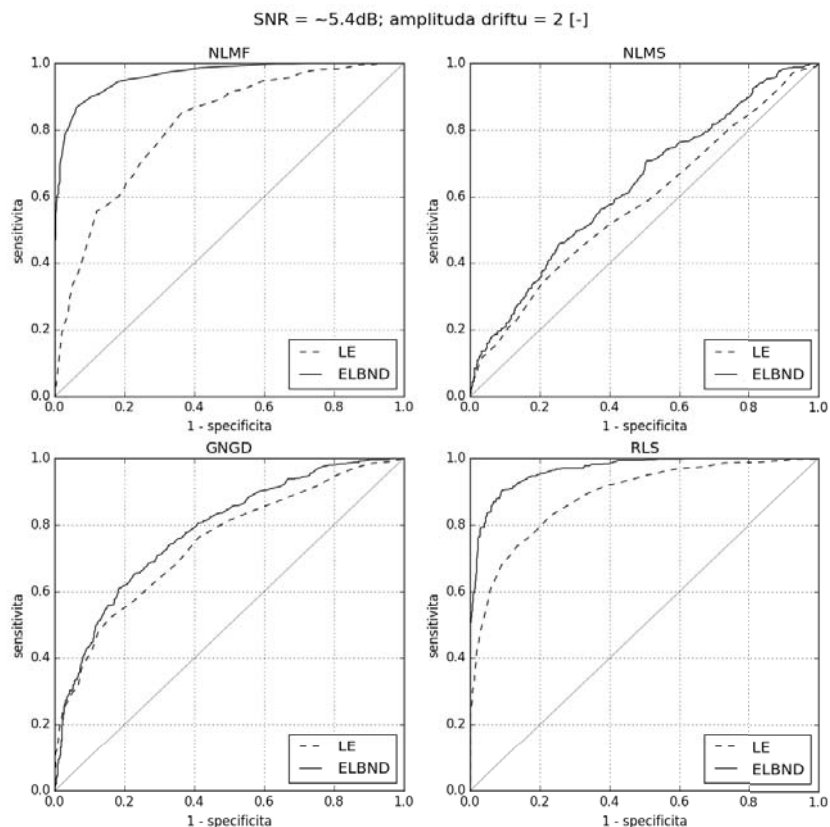 SNR = ~5.4dB; amplituda driftu = 2 [-]
NLMF
sensitivita
1.0
0.8
0.6
0.4
0.2
0.0
0.0 0.2 0.4 0.6 0.8 1.0
1 - specificita
LE
ELBND
NLMS
sensitivita
1.0
0.8
0.6
0.4
0.2
0.0
0.0 0.2 0.4 0.6 0.8 1.0
1 - specificita
LE
ELBND
GNGD
sensitivita
1.0
0.8
0.6
0.4
0.2
0.0
0.0 0.2 0.4 0.6 0.8 1.0
1 - specificita
LE
ELBND
RLS
sensitivita
1.0
0.8
0.6
0.4
0.2
0.0
0.0 0.2 0.4 0.6 0.8 1.0
1 - specificita
LE
ELBND